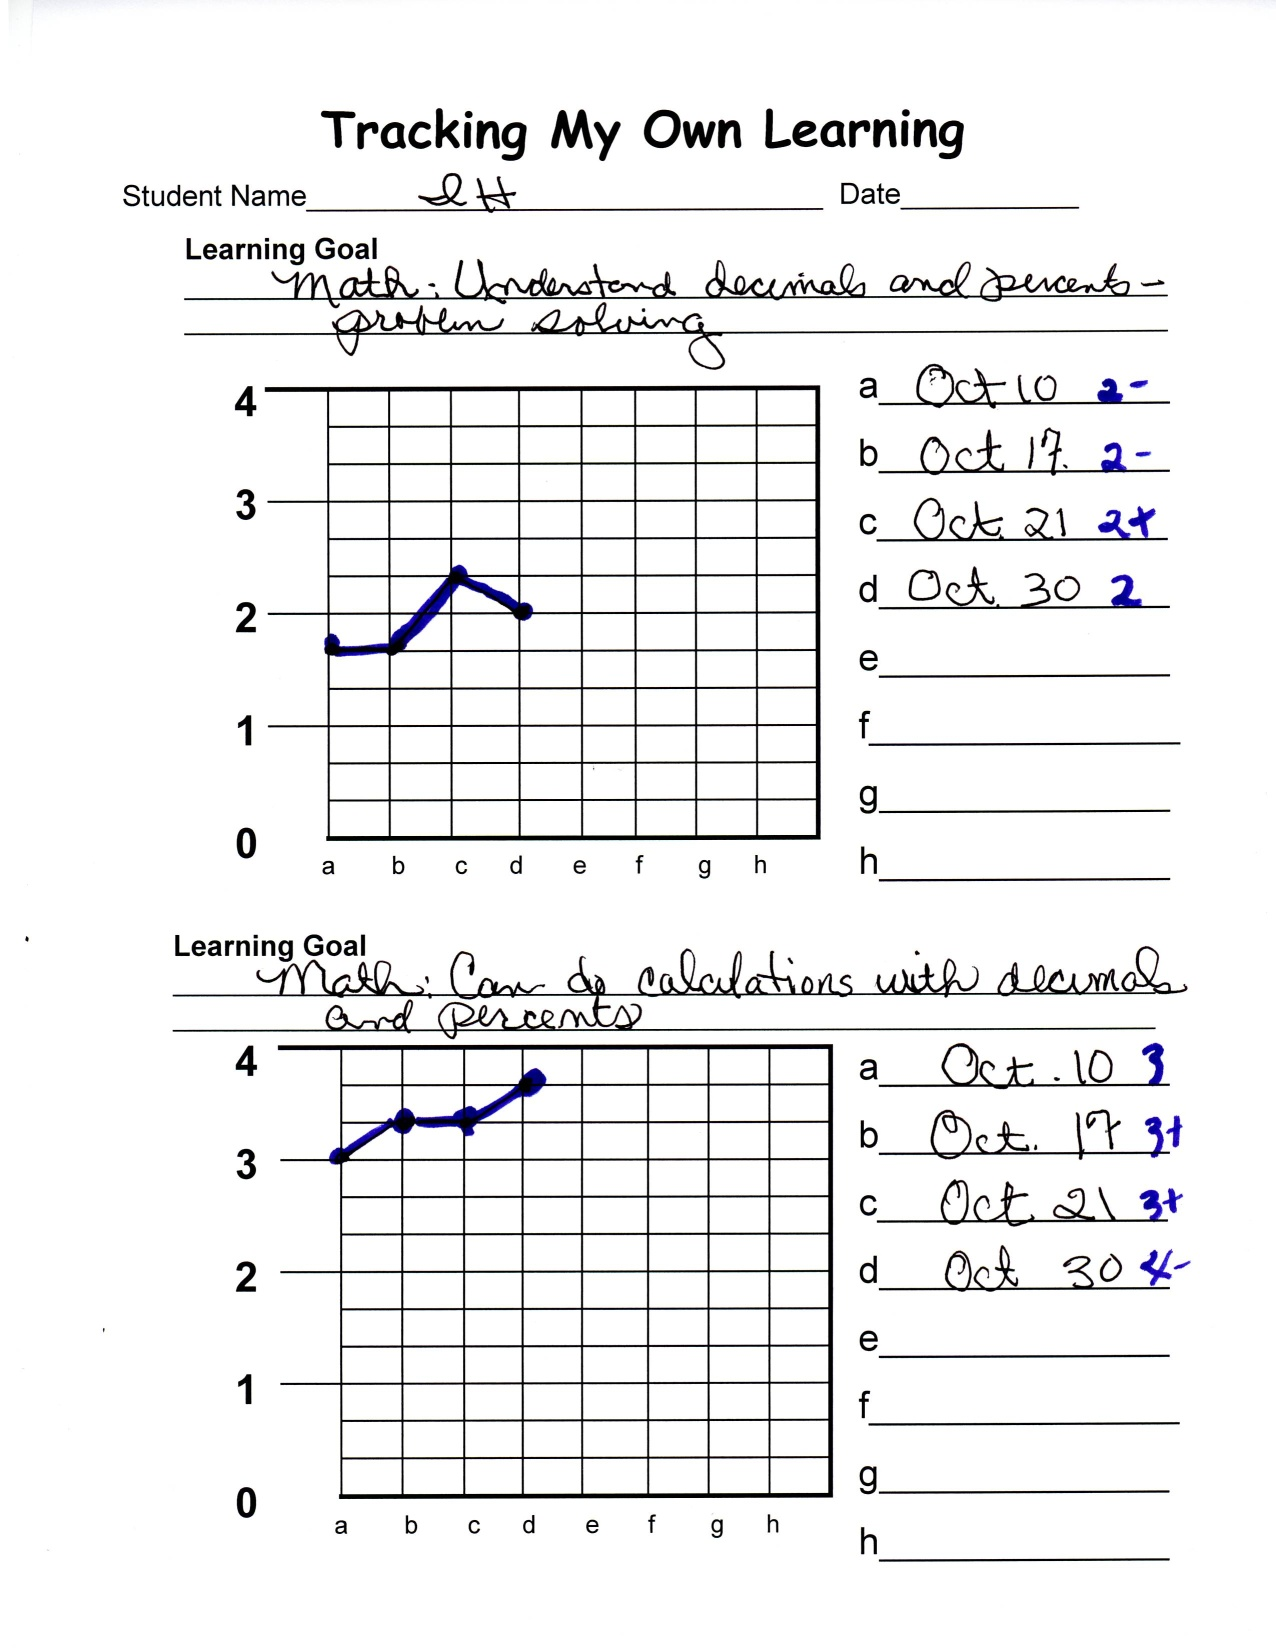 Tracking My Own Learning
Student Name IH Date
Learning Goal
Math: Understand decimals and percents -
problem solving
4
3
2
1
0
a b c d e f g h
a Oct 10 2-
b Oct 17. 2-
c Oct. 21 2+
d Oct. 30 2
e
f
g
h
Learning Goal
Math: Can do calculations with decimals
and percents
4
3
2
1
0
a b c d e f g h
a Oct. 10 3
b Oct. 17 3+
c Oct. 21 3+
d Oct 30 4-
e
f
g
h